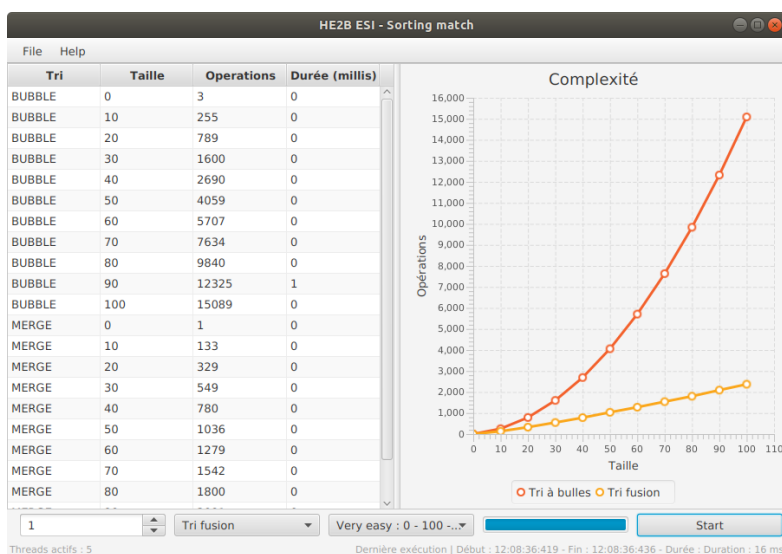 HE2B ESI - Sorting match
File Help
Tri Taille Operations Durée (millis)
BUBBLE 0 3 0
BUBBLE 10 255 0
BUBBLE 20 789 0
BUBBLE 30 1600 0
BUBBLE 40 2690 0
BUBBLE 50 4059 0
BUBBLE 60 5707 0
BUBBLE 70 7634 0
BUBBLE 80 9840 0
BUBBLE 90 12325 1
BUBBLE 100 15089 0
MERGE 0 1 0
MERGE 10 133 0
MERGE 20 329 0
MERGE 30 549 0
MERGE 40 780 0
MERGE 50 1036 0
MERGE 60 1279 0
MERGE 70 1542 0
MERGE 80 1800 0
Complexité
Opérations
16,000
15,000
14,000
13,000
12,000
11,000
10,000
9,000
8,000
7,000
6,000
5,000
4,000
3,000
2,000
1,000
0
0 10 20 30 40 50 60 70 80 90 100 110
Taille
Tri à bulles Tri fusion
1 Tri fusion Very easy : 0 - 100 -... Start
Threads actifs : 5 Dernière exécution | Début : 12:08:36:419 - Fin : 12:08:36:436 - Durée : Duration : 16 ms